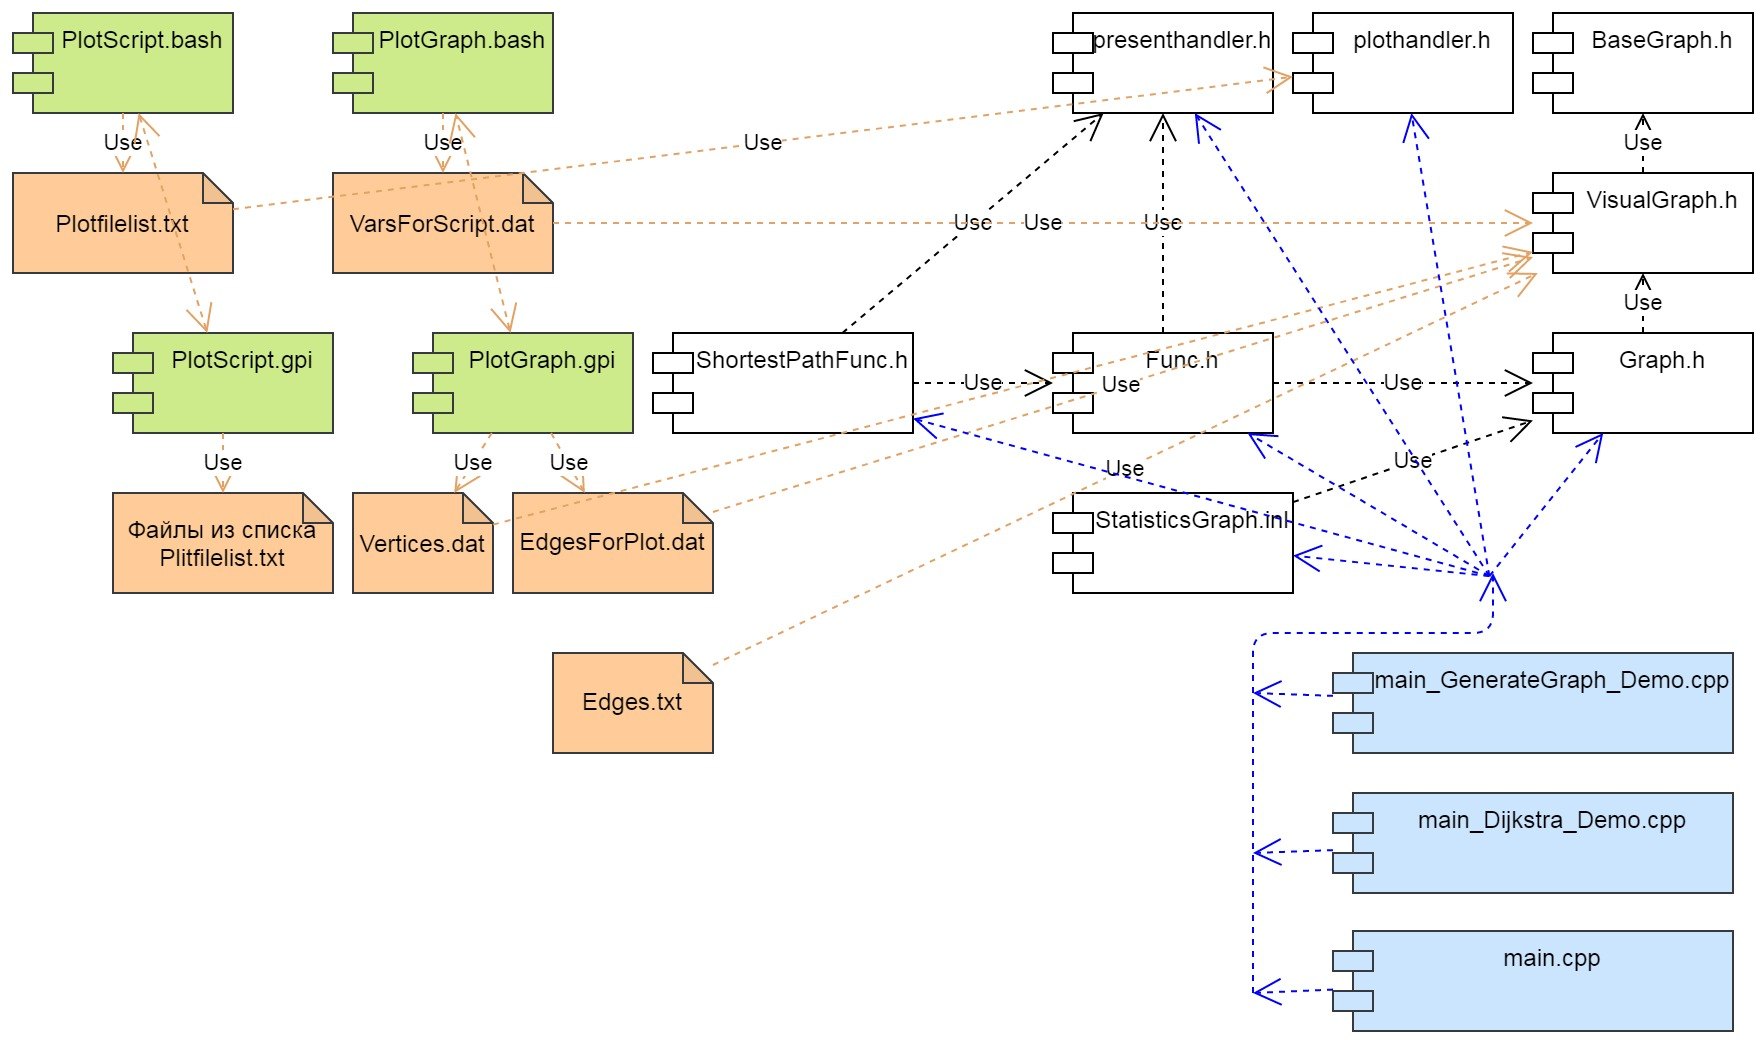 PlotScript.bash
PlotGraph.bash
presenthandler.h
plothandler.h
BaseGraph.h
Use
Use
Use
Use
Plotfilelist.txt
VarsForScript.dat
Use
Use
Use
VisualGraph.h
Use
PlotScript.gpi
PlotGraph.gpi
ShortestPathFunc.h
Use
Func.h
Use
Use
Graph.h
Use
Use
Use
Use
Use
Файлы из списка
Plitfilelist.txt
Vertices.dat
EdgesForPlot.dat
StatisticsGraph.inl
Edges.txt
main_GenerateGraph_Demo.cpp
main_Dijkstra_Demo.cpp
main.cpp